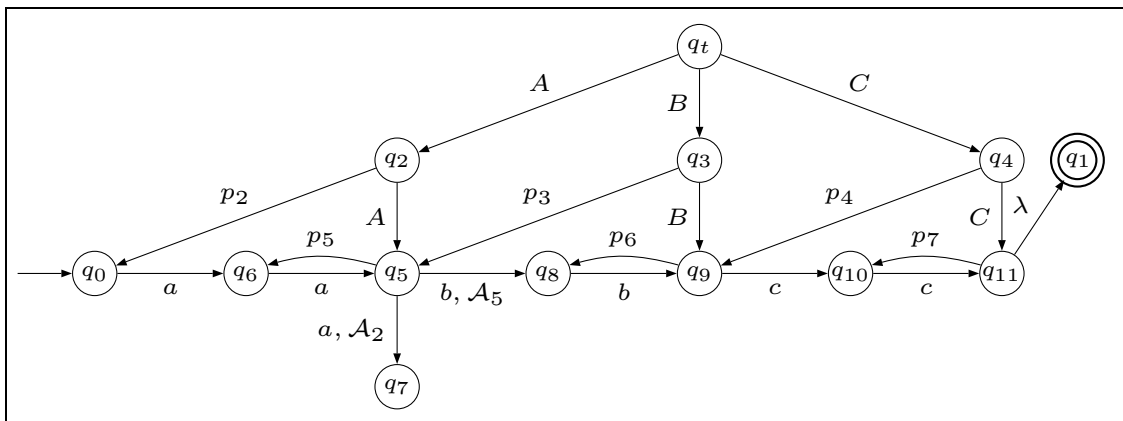 q_t
A B C
q_2 q_3 q_4 q_1
p_2 p_3 p_4 λ
A p_5 B p_6 C p_7
q_0 q_6 q_5 q_8 q_9 q_10 q_11
a a b, 𝒜_5 b c c
a, 𝒜_2
q_7